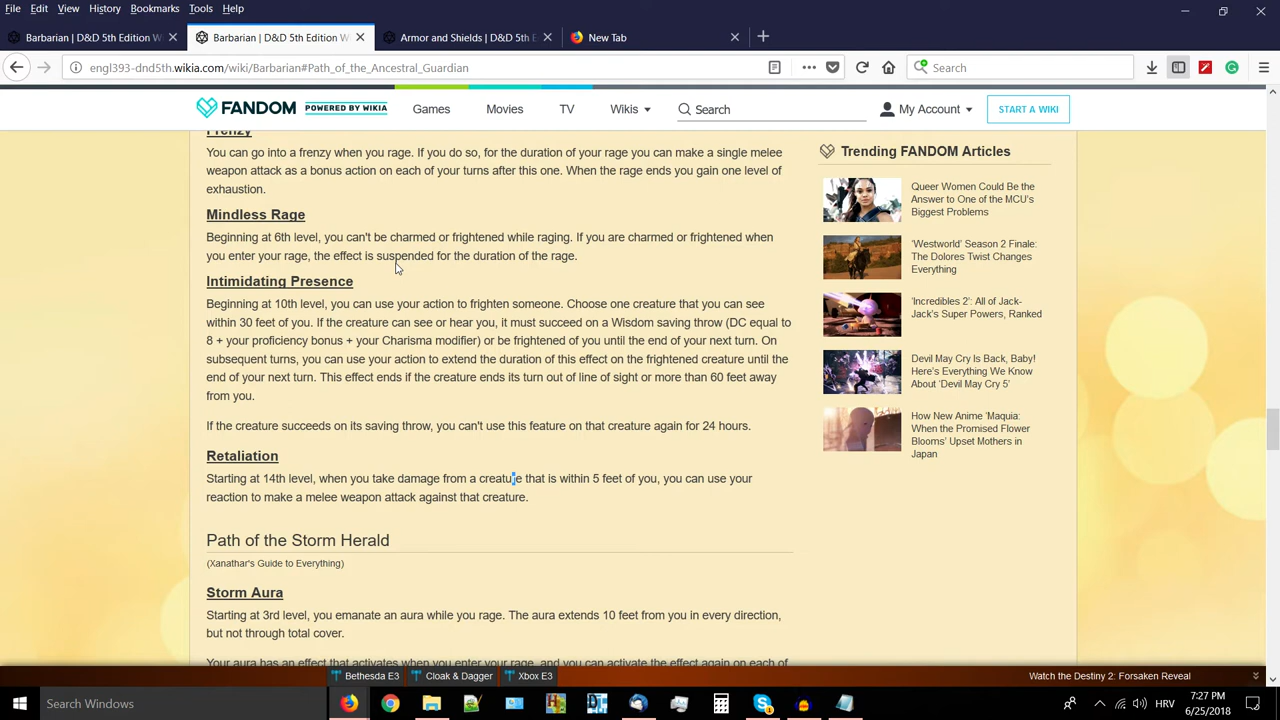 File Edit View History Bookmarks Tools Help
Barbarian | D&D 5th Edition W
Barbarian | D&D 5th Edition W
Armor and Shields | D&D 5th E
New Tab
engl393-dnd5th.wikia.com/wiki/Barbarian#Path_of_the_Ancestral_Guardian
Search
FANDOM POWERED BY WIKIA
Games Movies TV Wikis Search My Account START A WIKI
Frenzy
You can go into a frenzy when you rage. If you do so, for the duration of your rage you can make a single melee
weapon attack as a bonus action on each of your turns after this one. When the rage ends you gain one level of
exhaustion.
Mindless Rage
Beginning at 6th level, you can't be charmed or frightened while raging. If you are charmed or frightened when
you enter your rage, the effect is suspended for the duration of the rage.
Intimidating Presence
Beginning at 10th level, you can use your action to frighten someone. Choose one creature that you can see
within 30 feet of you. If the creature can see or hear you, it must succeed on a Wisdom saving throw (DC equal to
8 + your proficiency bonus + your Charisma modifier) or be frightened of you until the end of your next turn. On
subsequent turns, you can use your action to extend the duration of this effect on the frightened creature until the
end of your next turn. This effect ends if the creature ends its turn out of line of sight or more than 60 feet away
from you.
If the creature succeeds on its saving throw, you can't use this feature on that creature again for 24 hours.
Retaliation
Starting at 14th level, when you take damage from a creature that is within 5 feet of you, you can use your
reaction to make a melee weapon attack against that creature.
Path of the Storm Herald
(Xanathar's Guide to Everything)
Storm Aura
Starting at 3rd level, you emanate an aura while you rage. The aura extends 10 feet from you in every direction,
but not through total cover.
Your aura has an effect that activates when you enter your rage, and you can activate the effect again on each of
Trending FANDOM Articles
Queer Women Could Be the
Answer to One of the MCU's
Biggest Problems
'Westworld' Season 2 Finale:
The Dolores Twist Changes
Everything
'Incredibles 2': All of Jack-
Jack's Super Powers, Ranked
Devil May Cry Is Back, Baby!
Here's Everything We Know
About 'Devil May Cry 5'
How New Anime 'Maquia:
When the Promised Flower
Blooms' Upset Mothers in
Japan
Bethesda E3 Cloak & Dagger Xbox E3 Watch the Destiny 2: Forsaken Reveal
Search Windows
HRV
7:27 PM
6/25/2018